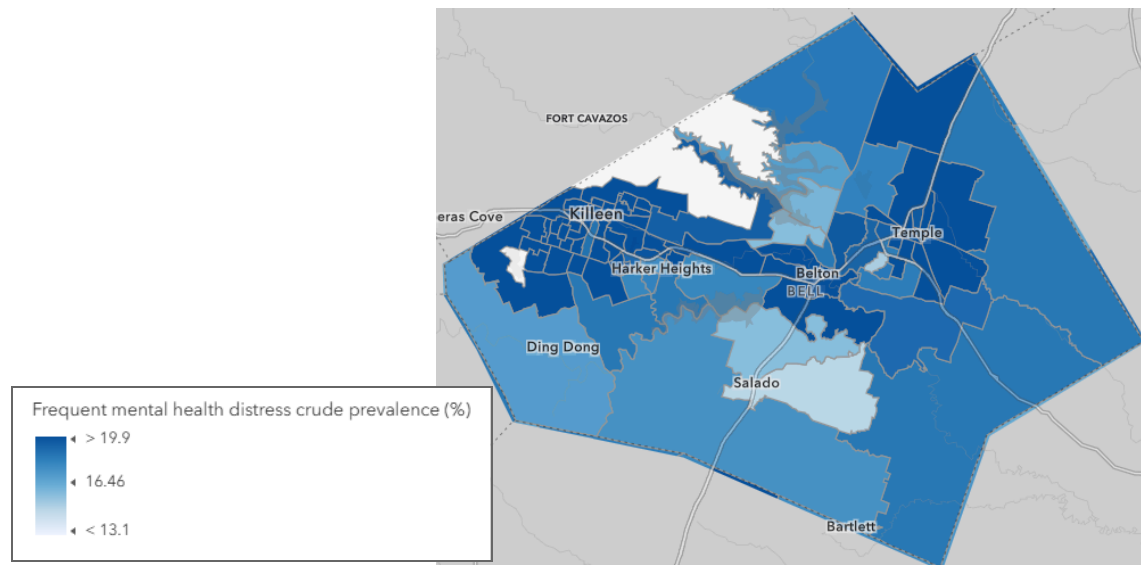 FORT CAVAZOS
eras Cove
Killeen
Temple
Harker Heights
Belton
BELL
Ding Dong
Salado
Bartlett
Frequent mental health distress crude prevalence (%)
> 19.9
16.46
< 13.1